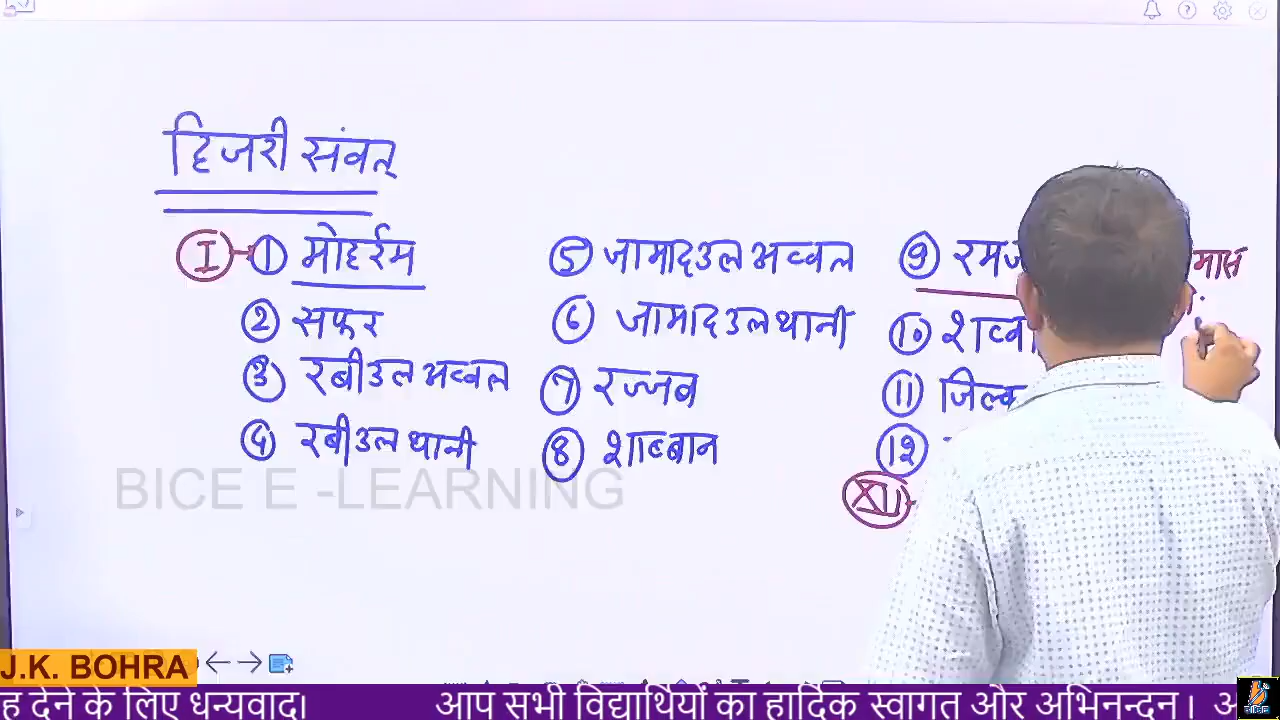 हिजरी संवत्
I → ① मोहर्रम
② सफर
③ रबीउल अव्वल
④ रबीउल थानी
⑤ जामादउल अव्वल
⑥ जामादउल थानी
⑦ रज्जब
⑧ शाब्बान
⑨ रमज
मास
⑩ शव्वा
⑪ जिल्क
⑫
XII
BICE E -LEARNING
J.K. BOHRA
ह देने के लिए धन्यवाद। आप सभी विद्यार्थियों का हार्दिक स्वागत और अभिनन्दन।
BICE